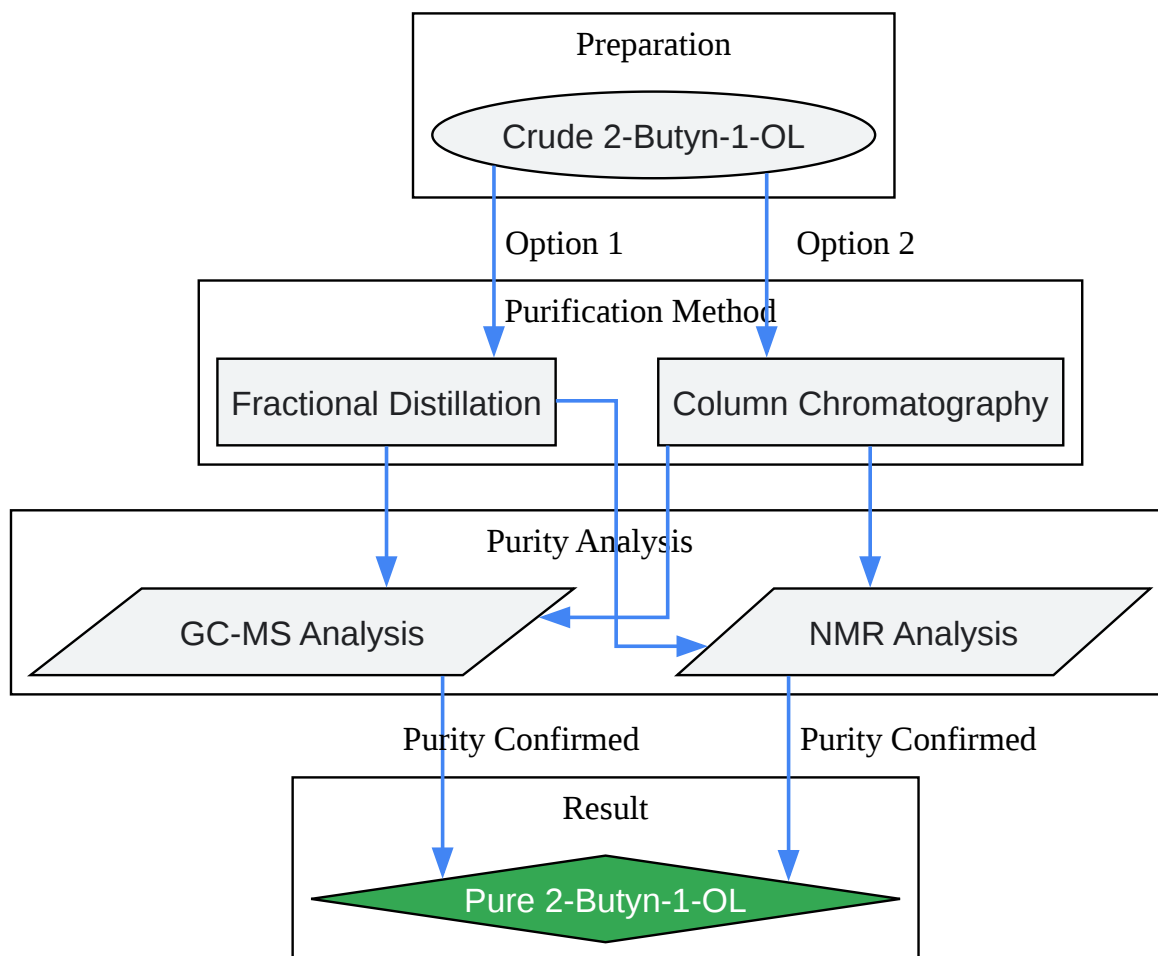 Preparation
Crude 2-Butyn-1-OL
Option 1
Option 2
Purification Method
Fractional Distillation
Column Chromatography
Purity Analysis
GC-MS Analysis
NMR Analysis
Purity Confirmed
Purity Confirmed
Result
Pure 2-Butyn-1-OL